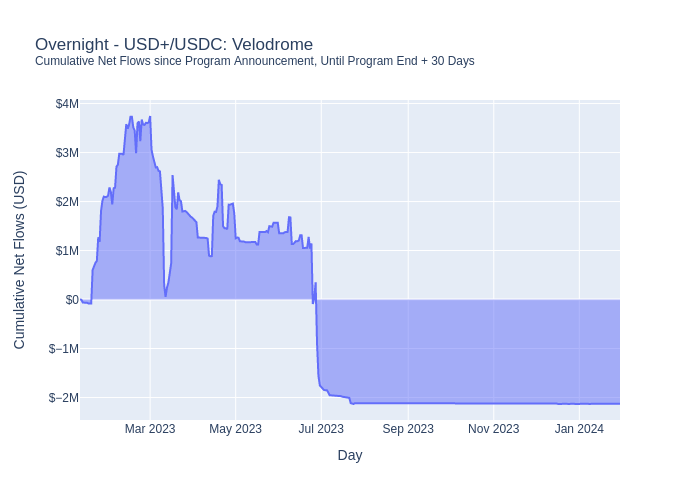 Overnight - USD+/USDC: Velodrome
Cumulative Net Flows since Program Announcement, Until Program End + 30 Days
Cumulative Net Flows (USD)
$4M
$3M
$2M
$1M
$0
$−1M
$−2M
Mar 2023 May 2023 Jul 2023 Sep 2023 Nov 2023 Jan 2024
Day